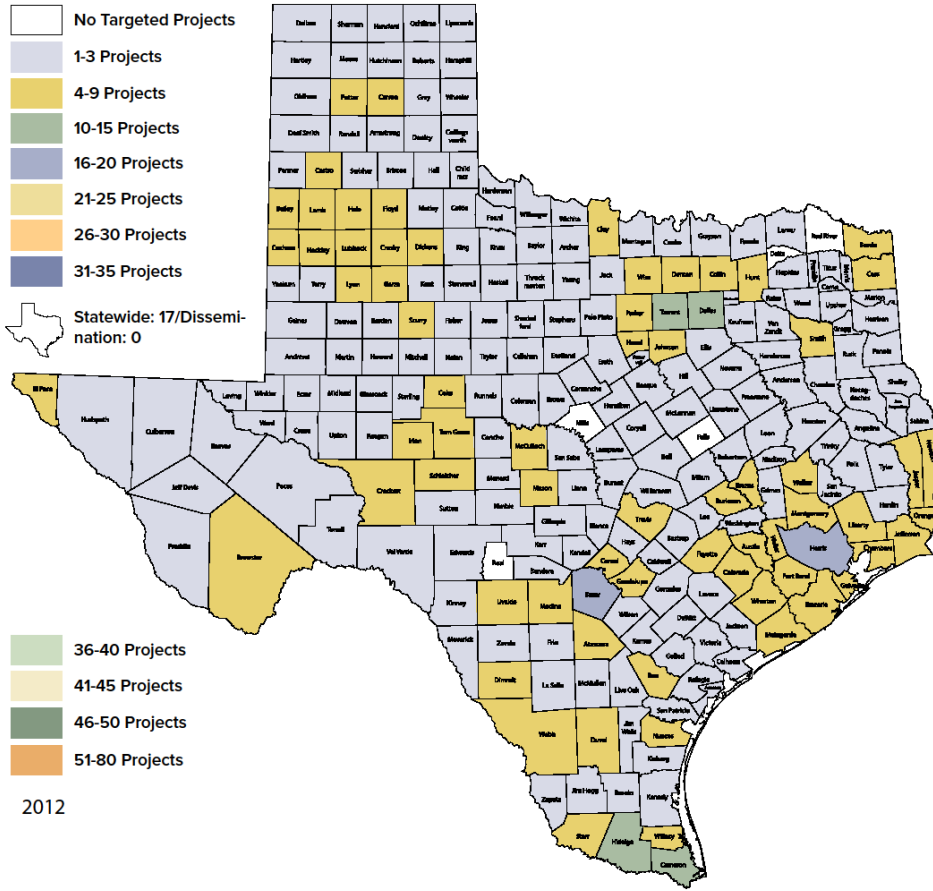 No Targeted Projects
1-3 Projects
4-9 Projects
10-15 Projects
16-20 Projects
21-25 Projects
26-30 Projects
31-35 Projects
Statewide: 17/Dissemi-
nation: 0
Dallam Sherman Hansford Ochiltree Lipscomb
Hartley Moore Hutchinson Roberts Hemphill
Oldham Potter Carson Gray Wheeler
Deaf Smith Randall Armstrong Donley Collings
worth
Parmer Castro Swisher Briscoe Hall Child
ress
Bailey Lamb Hale Floyd Motley Cottle Hardeman Foard Wilbarger Wichita Clay Montague Cooke Grayson Fannin Lamar Red River Bowie
Cochran Hockley Lubbock Crosby Dickens King Knox Baylor Archer Jack Wise Denton Collin Hunt Delta Hopkins Titus Morris Cass
Yoakum Terry Lynn Garza Kent Stonewall Haskell Throck
morton Young Wood Upshur Marion
Gaines Dawson Borden Scurry Fisher Jones Shackel
ford Stephens Palo Pinto Parker Tarrant Dallas Kaufman Van
Zandt Smith Gregg Harrison
Andrews Martin Howard Mitchell Nolan Taylor Callahan Eastland Erath Hood Johnson Ellis Henderson Rusk Panola
El Paso Hudspeth Culberson Reeves Loving Winkler Ector Midland Glasscock Sterling Coke Runnels Coleman Brown Comanche Bosque Hill Navarro Anderson Cherokee Nacog-
doches Shelby
Ward Crane Upton Reagan Irion Tom Green Concho McCulloch San Saba Mills Hamilton Coryell McLennan Limestone Freestone Leon Houston Angelina Sabine
Jeff Davis Pecos Crockett Schleicher Menard Mason Llano Lampasas Burnet Bell Falls Milam Robertson Madison Trinity Polk Tyler Jasper
Presidio Brewster Terrell Val Verde Sutton Kimble Gillespie Blanco Travis Williamson Lee Burleson Brazos Grimes Walker San
Jacinto Hardin Orange
Edwards Real Kerr Kendall Bandera Comal Hays Bastrop Caldwell Fayette Washington Austin Waller Montgomery Harris Liberty Jefferson Chambers
Kinney Uvalde Medina Bexar Guadalupe Gonzales Lavaca Colorado Wharton Fort Bend Brazoria
Maverick Zavala Frio Atascosa Wilson Karnes DeWitt Victoria Jackson Matagorda
Dimmit La Salle McMullen Live Oak Bee Goliad Refugio Calhoun
Webb Duval Jim
Wells Nueces San Patricio Kleberg
Zapata Jim Hogg Brooks Kenedy
Starr Hidalgo Willacy Cameron
36-40 Projects
41-45 Projects
46-50 Projects
51-80 Projects
2012